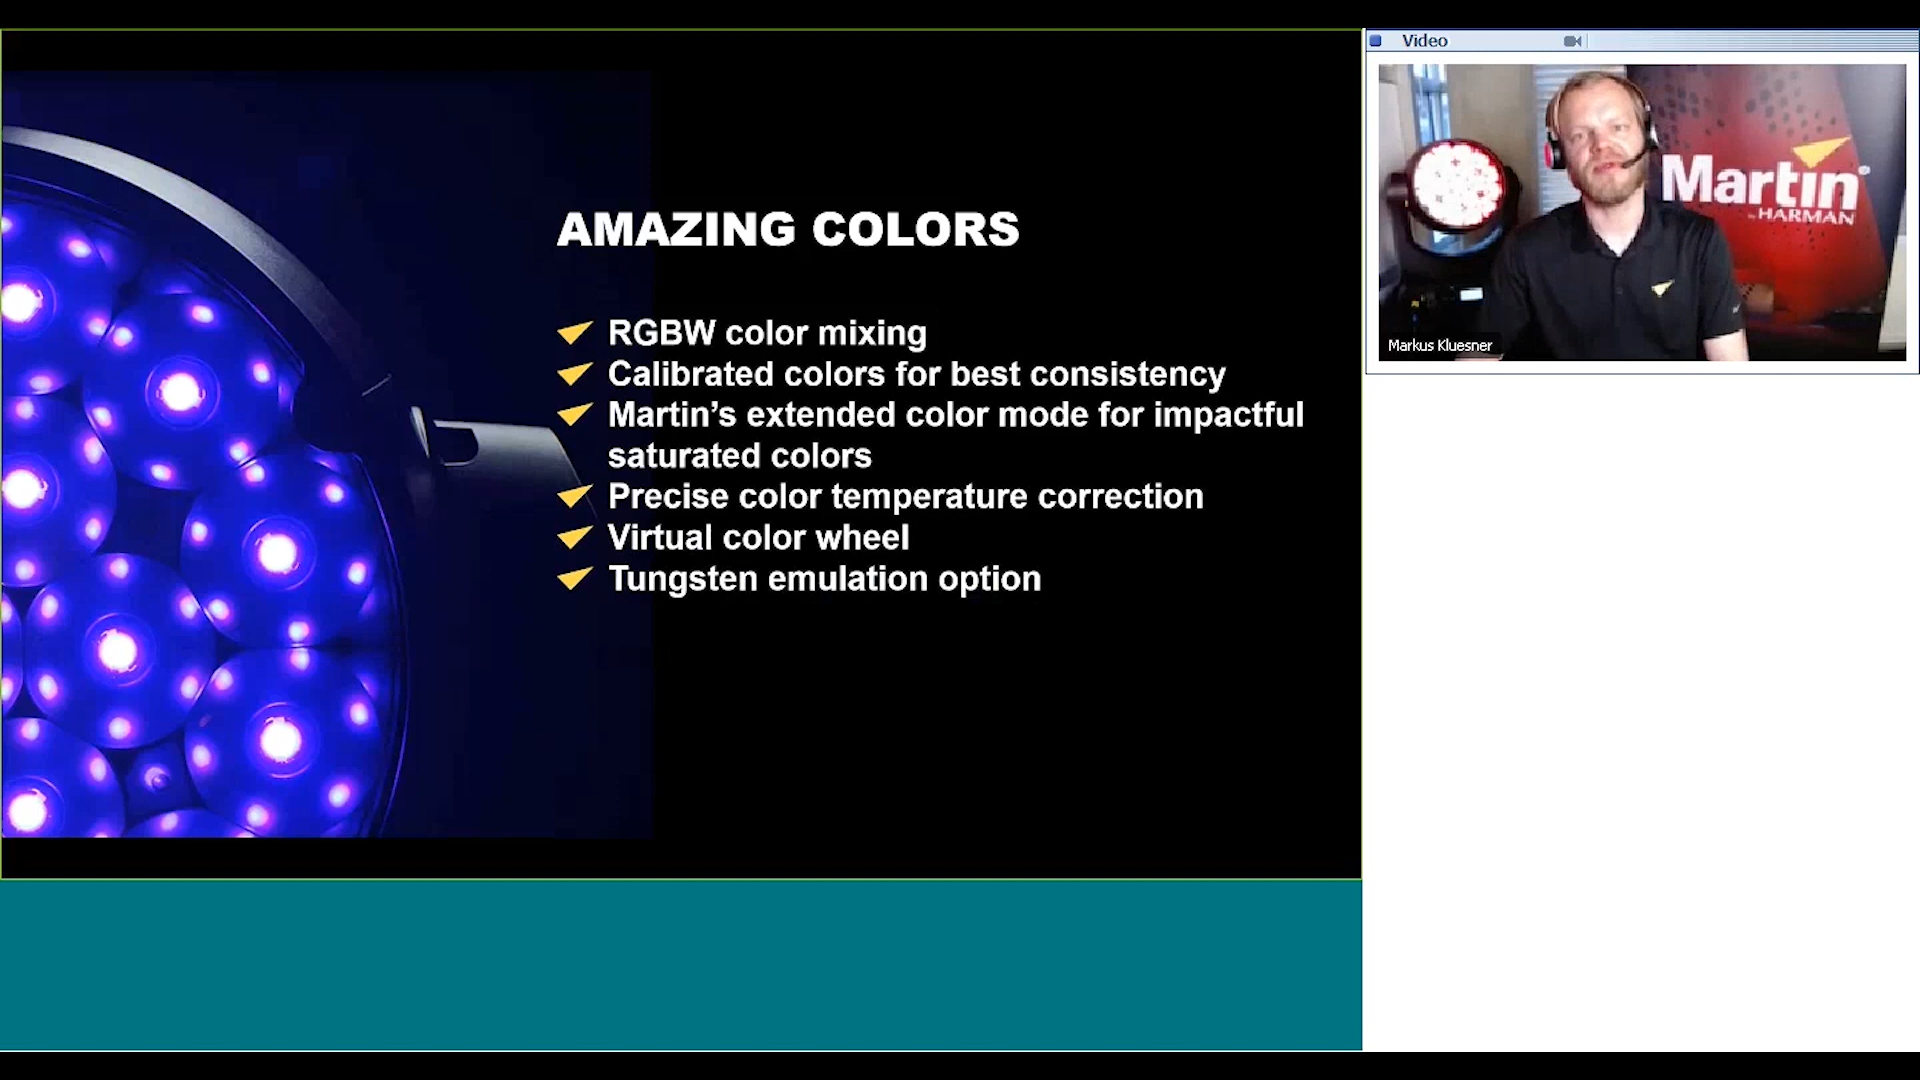 AMAZING COLORS
RGBW color mixing
Calibrated colors for best consistency
Martin’s extended color mode for impactful
saturated colors
Precise color temperature correction
Virtual color wheel
Tungsten emulation option
Video
Martin®
by HARMAN
Markus Kluesner